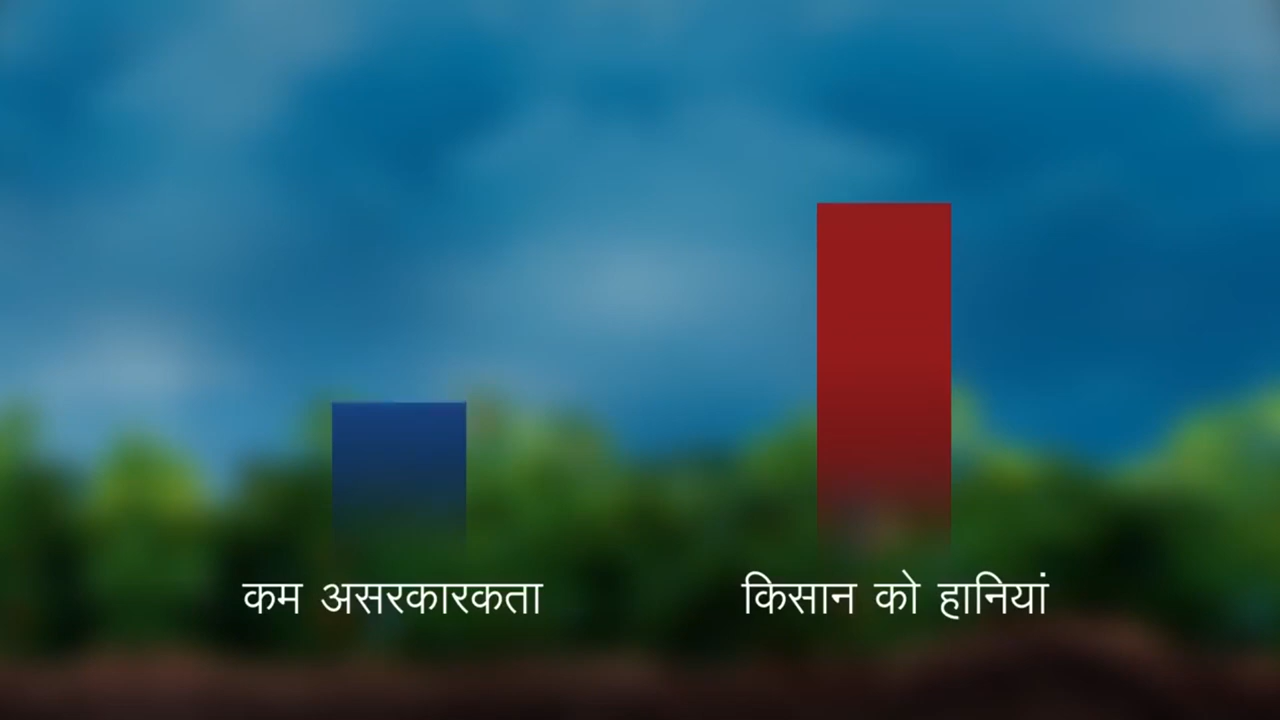 कम असरकारकता
किसान को हानियां